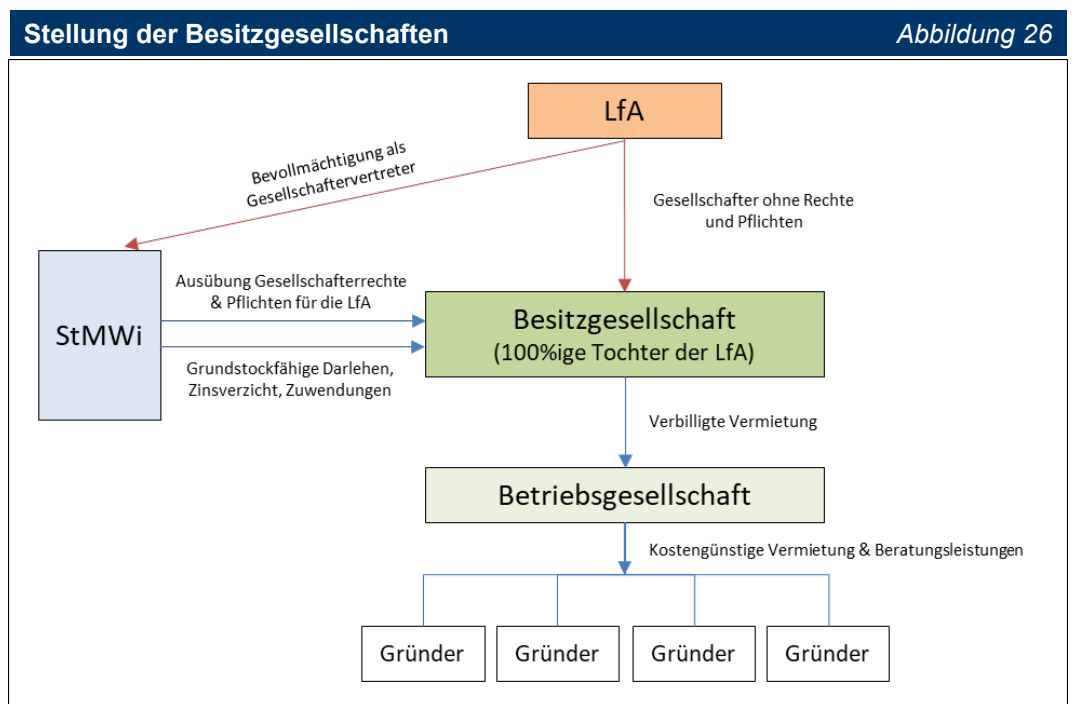 Stellung der Besitzgesellschaften
Abbildung 26
LfA
Bevollmächtigung als
Gesellschaftervertreter
Gesellschafter ohne Rechte
und Pflichten
StMWi
Ausübung Gesellschafterrechte
& Pflichten für die LfA
Besitzgesellschaft
(100%ige Tochter der LfA)
Grundstockfähige Darlehen,
Zinsverzicht, Zuwendungen
Verbilligte Vermietung
Betriebsgesellschaft
Kostengünstige Vermietung & Beratungsleistungen
Gründer
Gründer
Gründer
Gründer